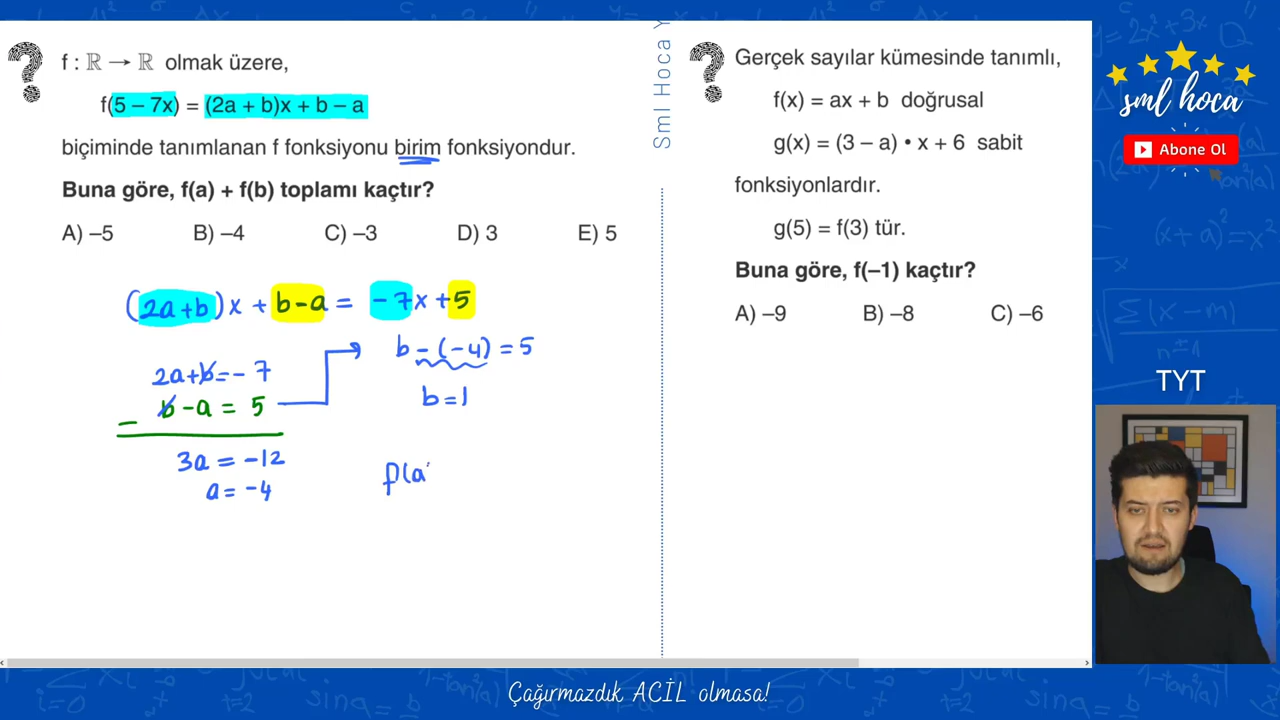 f : ℝ → ℝ olmak üzere,
f(5 – 7x) = (2a + b)x + b – a
biçiminde tanımlanan f fonksiyonu birim fonksiyondur.
Buna göre, f(a) + f(b) toplamı kaçtır?
A) –5 B) –4 C) –3 D) 3 E) 5
(2a+b)x + b-a = -7x+5
2a+b=-7
b-a = 5
3a = -12
a = -4
b-(-4) = 5
b=1
f(a
Sml Hoca Y
Gerçek sayılar kümesinde tanımlı,
f(x) = ax + b doğrusal
g(x) = (3 – a) • x + 6 sabit
fonksiyonlardır.
g(5) = f(3) tür.
Buna göre, f(–1) kaçtır?
A) –9 B) –8 C) –6
sml hoca
Abone Ol
TYT
Çağırmazdık ACİL olmasa!